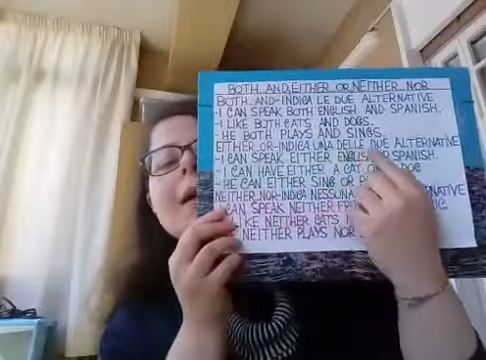 BOTH AND, EITHER OR, NEITHER NOR
BOTH AND-INDICA LE DUE ALTERNATIVE
-I CAN SPEAK BOTH ENGLISH AND SPANISH.
-I LIKE BOTH CATS AND DOGS.
-HE BOTH PLAYS AND SINGS.
EITHER OR-INDICA UNA DELLE DUE ALTERNATIVE
-I CAN SPEAK EITHER ENGLISH OR SPANISH.
-I CAN HAVE EITHER A CAT OR DOG
-HE CAN EITHER SING OR
NEITHER NOR-INDICA NESSUNA
CAN SPEAK NEITHER
LIKE NEITHER CATS
NEITHER PLAYS NOR